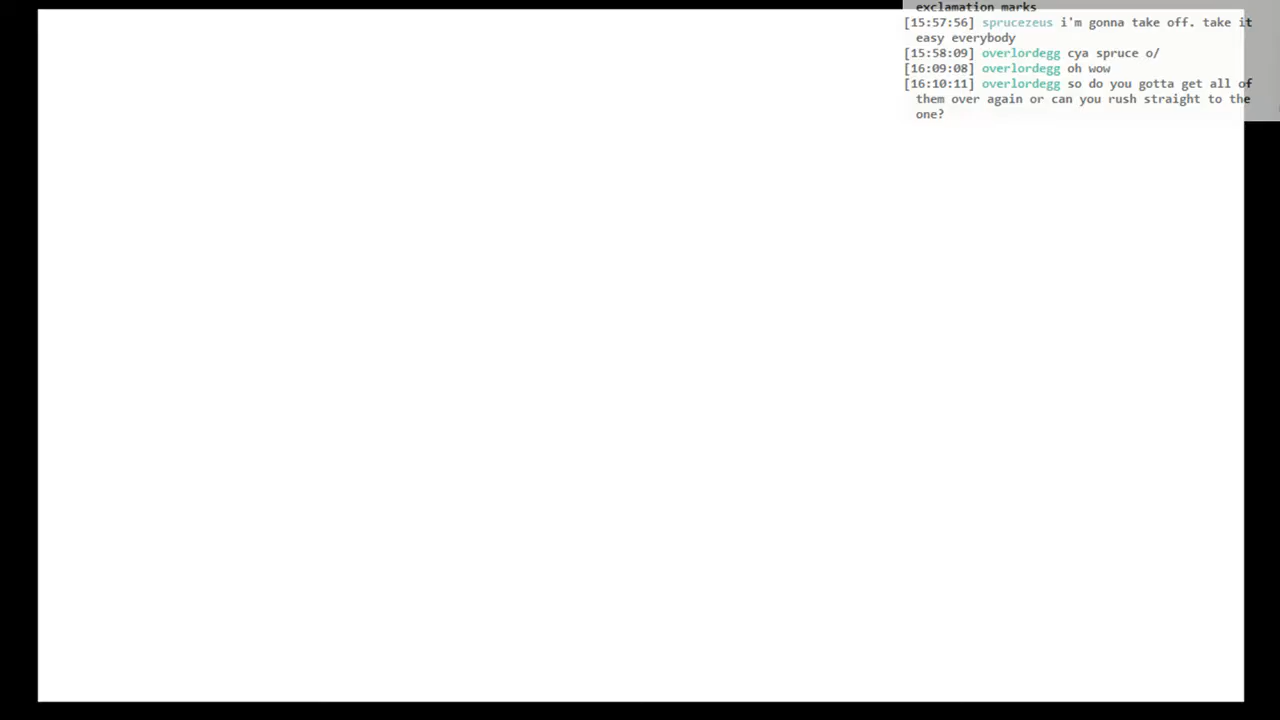 exclamation marks
[15:57:56] sprucezeus i'm gonna take off. take it
easy everybody
[15:58:09] overlordegg cya spruce o/
[16:09:08] overlordegg oh wow
[16:10:11] overlordegg so do you gotta get all of
them over again or can you rush straight to the
one?